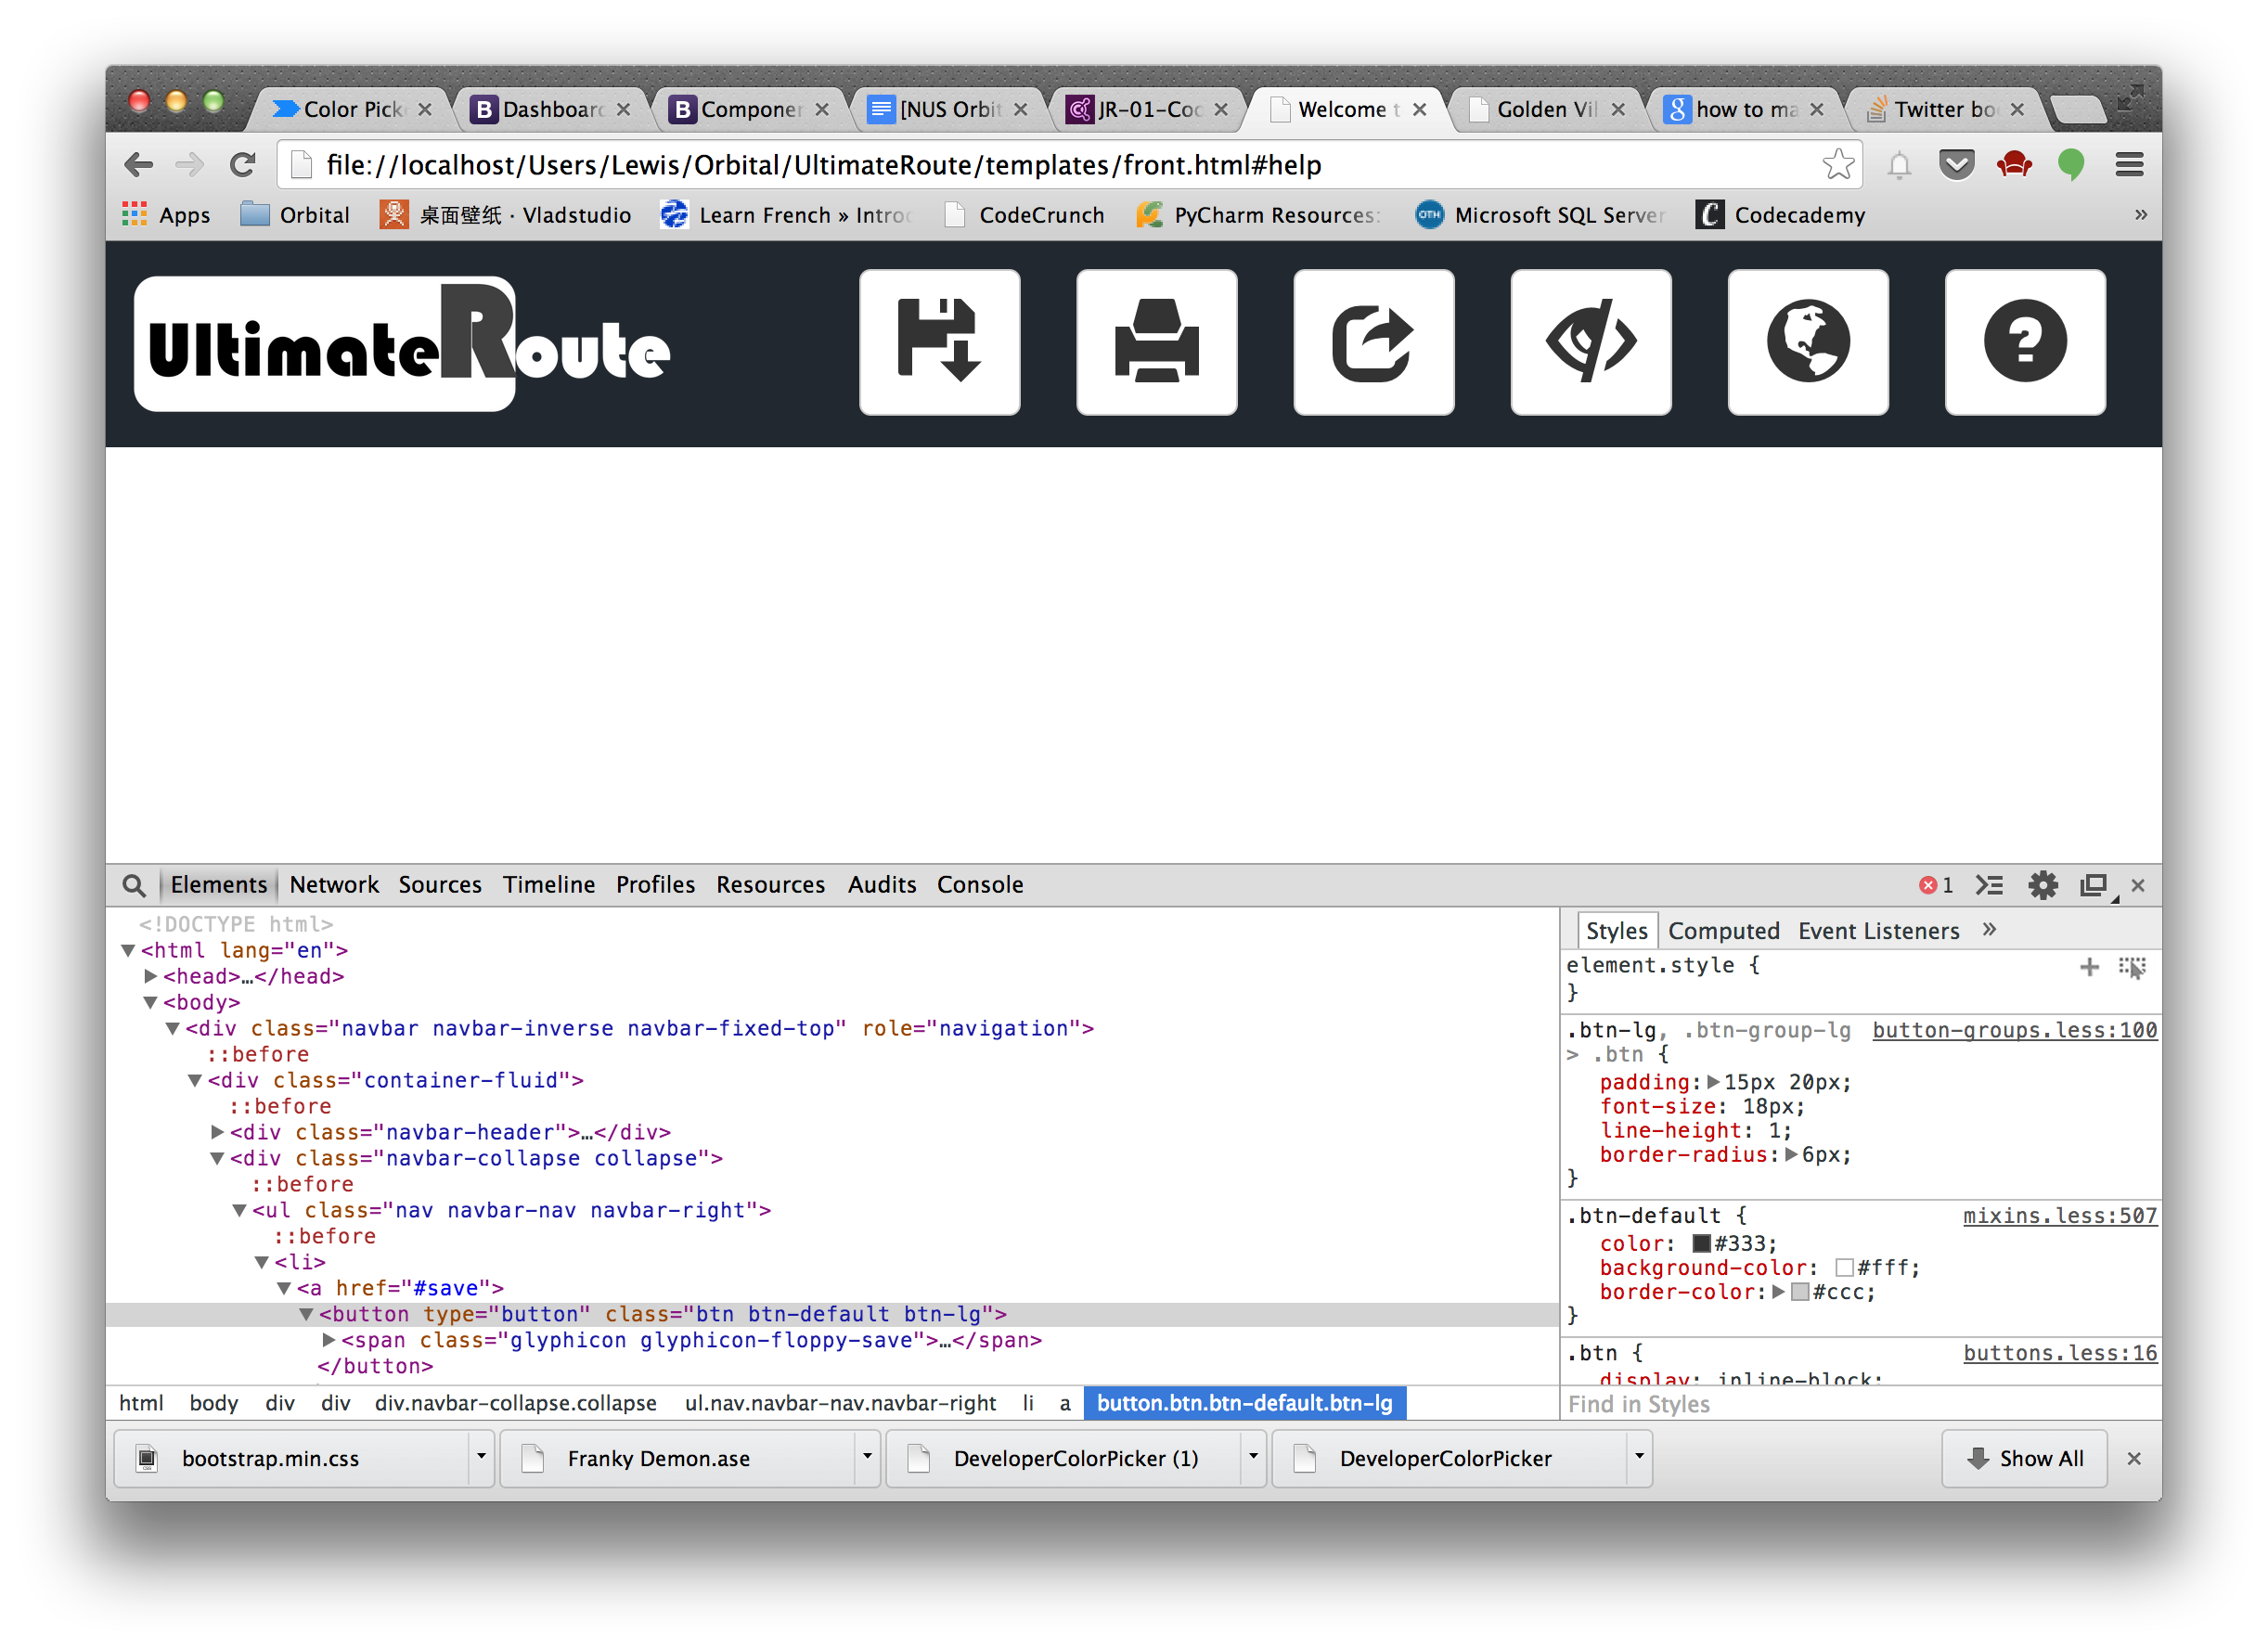 Color Pick
Dashboard
Componen
[NUS Orbit
JR-01-Coo
Welcome t
Golden Vil
how to ma
Twitter bo
file://localhost/Users/Lewis/Orbital/UltimateRoute/templates/front.html#help
Apps
Orbital
桌面壁纸 · Vladstudio
Learn French » Introd
CodeCrunch
PyCharm Resources:
OTH
Microsoft SQL Server
Codecademy
»
UltimateRoute
Elements Network Sources Timeline Profiles Resources Audits Console
1
<!DOCTYPE html>
<html lang="en">
<head>…</head>
<body>
<div class="navbar navbar-inverse navbar-fixed-top" role="navigation">
::before
<div class="container-fluid">
::before
<div class="navbar-header">…</div>
<div class="navbar-collapse collapse">
::before
<ul class="nav navbar-nav navbar-right">
::before
<li>
<a href="#save">
<button type="button" class="btn btn-default btn-lg">
<span class="glyphicon glyphicon-floppy-save">…</span>
</button>
html body div div div.navbar-collapse.collapse ul.nav.navbar-nav.navbar-right li a button.btn.btn-default.btn-lg
Styles Computed Event Listeners »
element.style {
}
.btn-lg, .btn-group-lg button-groups.less:100
> .btn {
padding: 15px 20px;
font-size: 18px;
line-height: 1;
border-radius: 6px;
}
.btn-default { mixins.less:507
color: #333;
background-color: #fff;
border-color: #ccc;
}
.btn { buttons.less:16
display: inline-block;
Find in Styles
bootstrap.min.css
Franky Demon.ase
DeveloperColorPicker (1)
DeveloperColorPicker
Show All